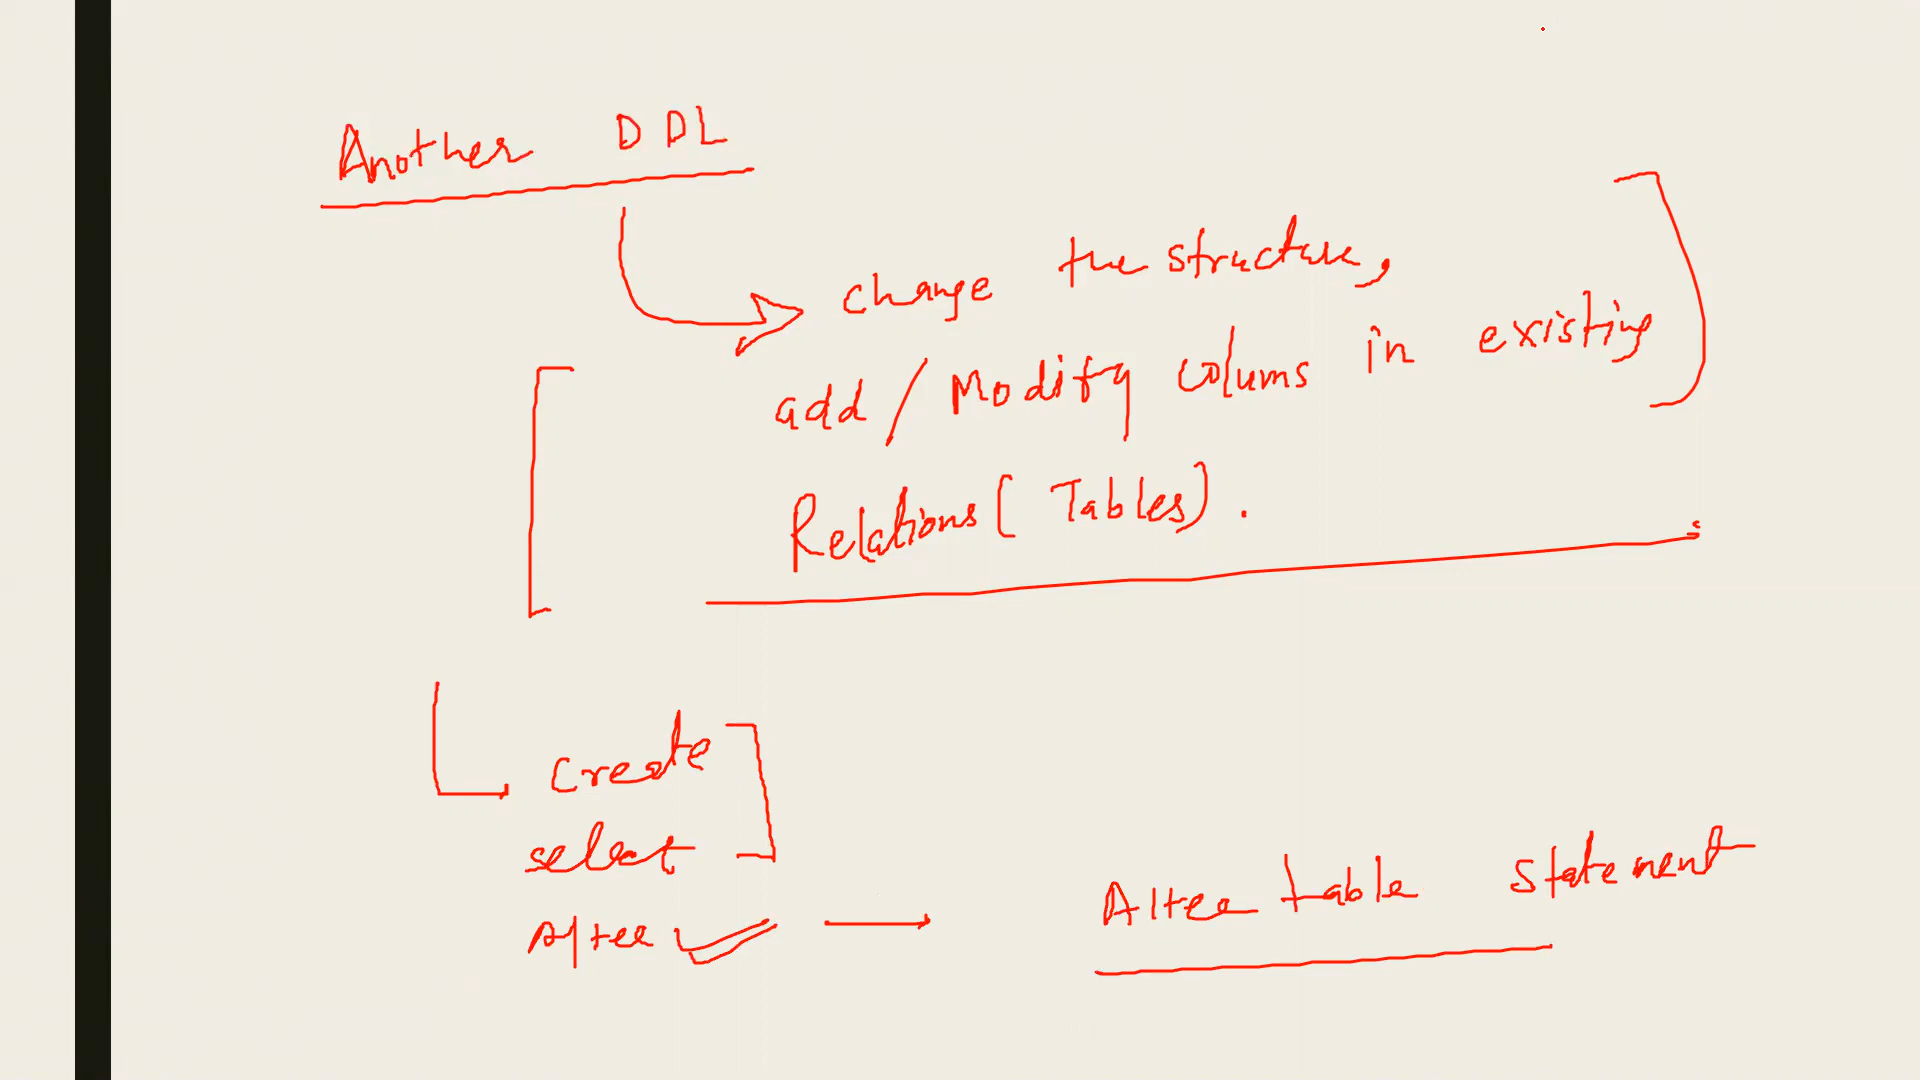 Another DDL
change the structure,
add / Modify colums in existing
Relations( Tables).
create
select
Alter
Alter table statement